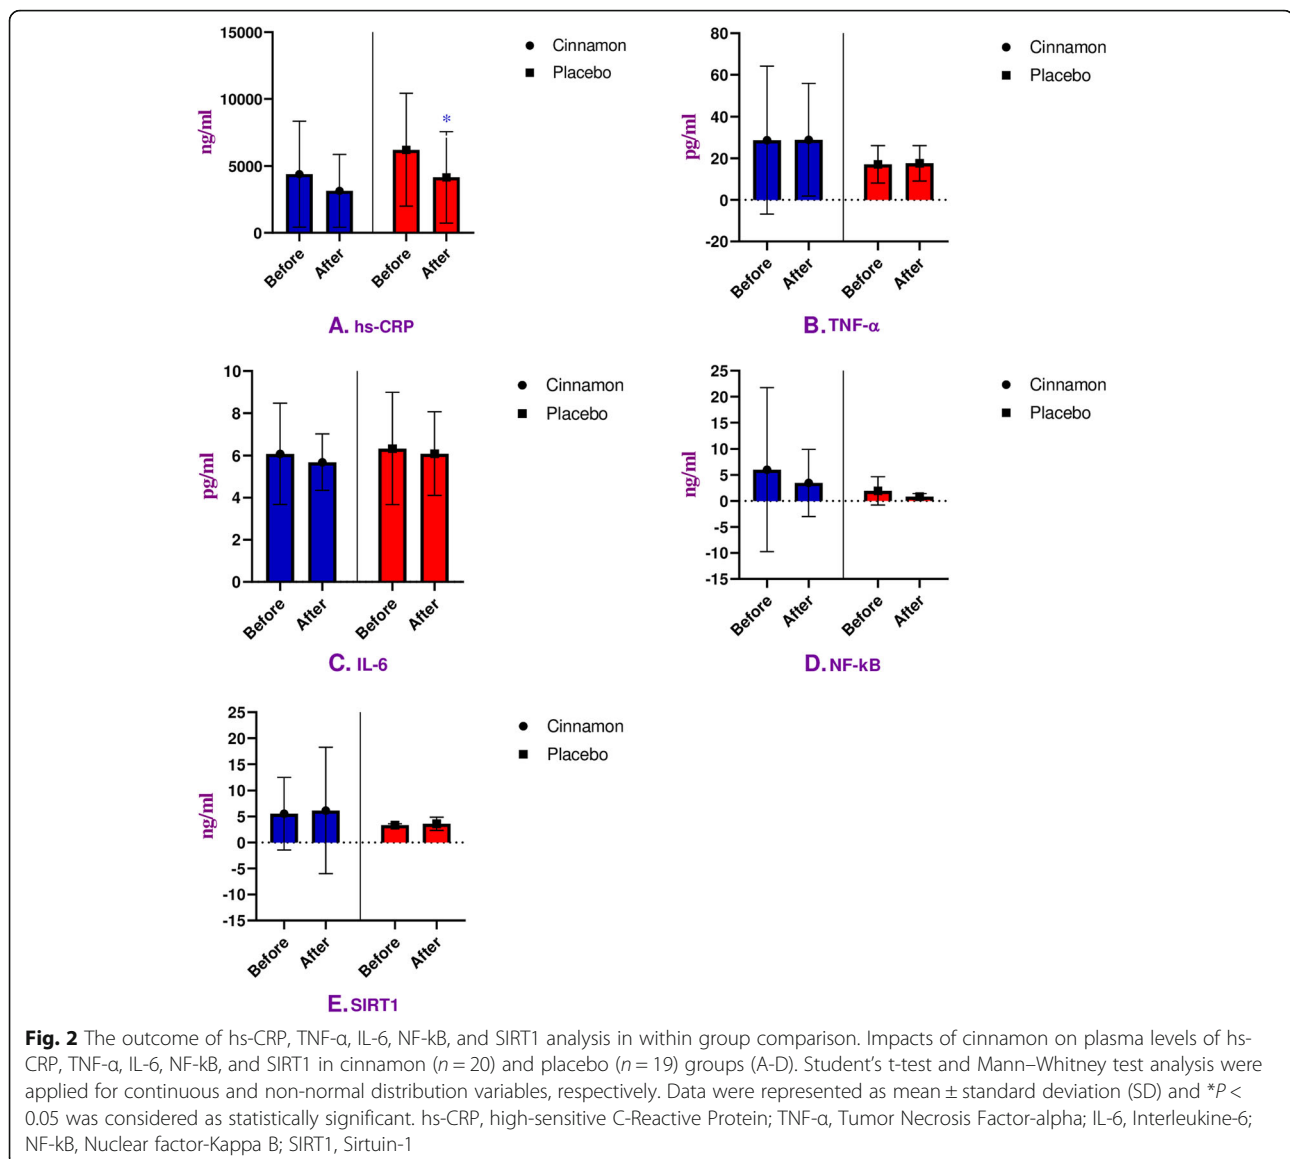 15000
10000
5000
0
ng/ml
Before
After
Before
After
*
Cinnamon
Placebo
A. hs-CRP
80
60
40
20
0
-20
pg/ml
Before
After
Before
After
Cinnamon
Placebo
B. TNF-α
10
8
6
4
2
0
pg/ml
Before
After
Before
After
Cinnamon
Placebo
C. IL-6
25
20
15
10
5
0
-5
-10
-15
ng/ml
Before
After
Before
After
Cinnamon
Placebo
D. NF-kB
25
20
15
10
5
0
-5
-10
-15
ng/ml
Before
After
Before
After
Cinnamon
Placebo
E. SIRT1
Fig. 2 The outcome of hs-CRP, TNF-α, IL-6, NF-kB, and SIRT1 analysis in within group comparison. Impacts of cinnamon on plasma levels of hs-
CRP, TNF-α, IL-6, NF-kB, and SIRT1 in cinnamon (n = 20) and placebo (n = 19) groups (A-D). Student's t-test and Mann–Whitney test analysis were
applied for continuous and non-normal distribution variables, respectively. Data were represented as mean ± standard deviation (SD) and *P <
0.05 was considered as statistically significant. hs-CRP, high-sensitive C-Reactive Protein; TNF-α, Tumor Necrosis Factor-alpha; IL-6, Interleukine-6;
NF-kB, Nuclear factor-Kappa B; SIRT1, Sirtuin-1